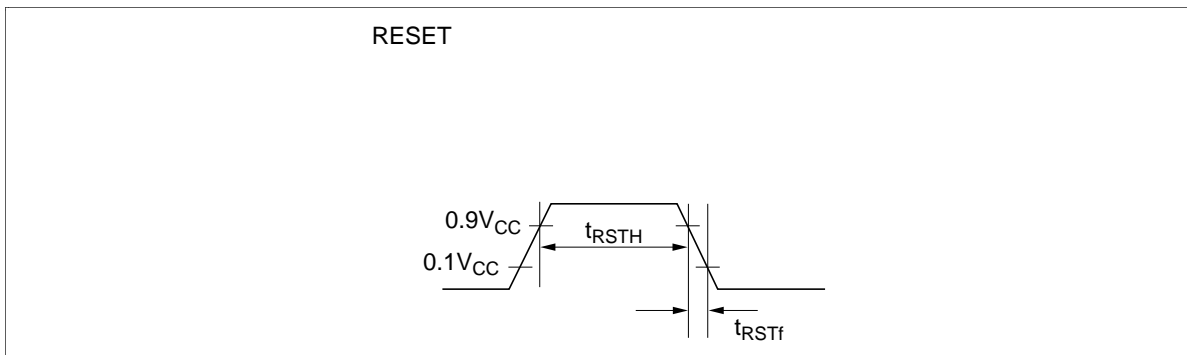 RESET
0.9VCC
tRSTH
0.1VCC
tRSTf